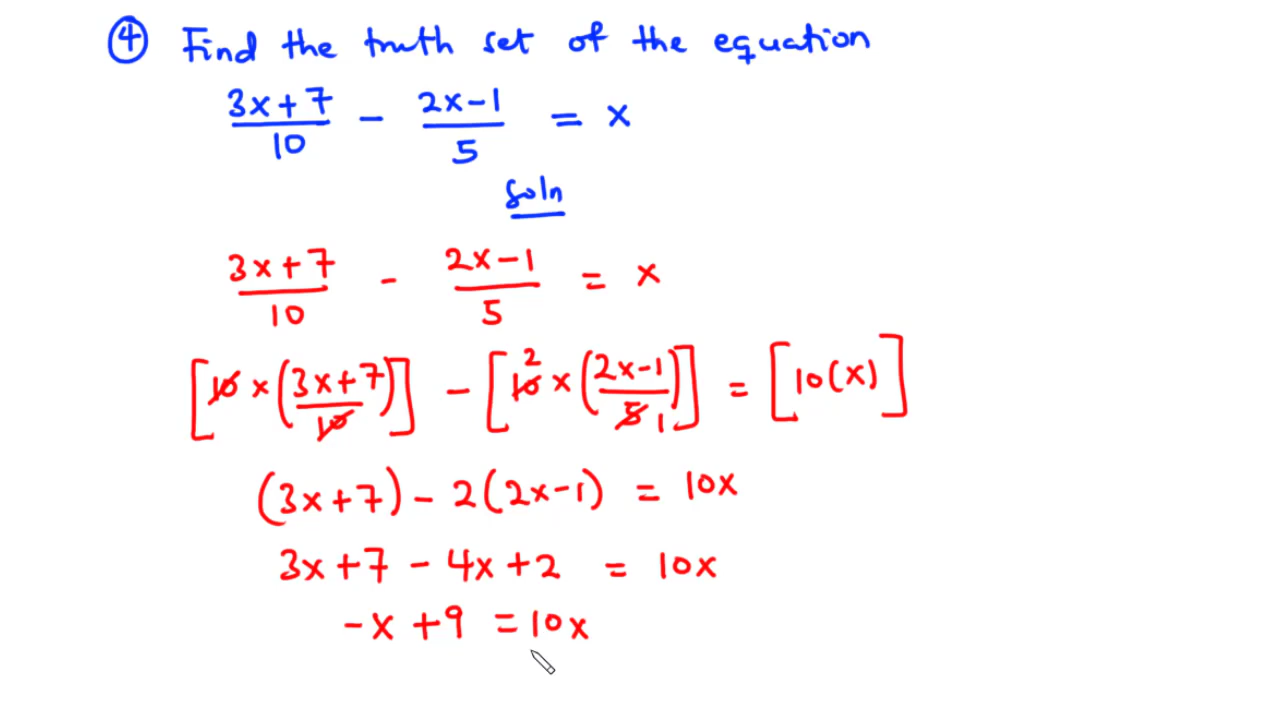 ④ Find the truth set of the equation
(3x+7)/10 - (2x-1)/5 = x
Soln
(3x+7)/10 - (2x-1)/5 = x
[10 × ((3x+7)/10)] - [10 2 × ((2x-1)/5 1)] = [10(x)]
(3x+7) - 2(2x-1) = 10x
3x+7 - 4x+2 = 10x
-x +9 = 10x